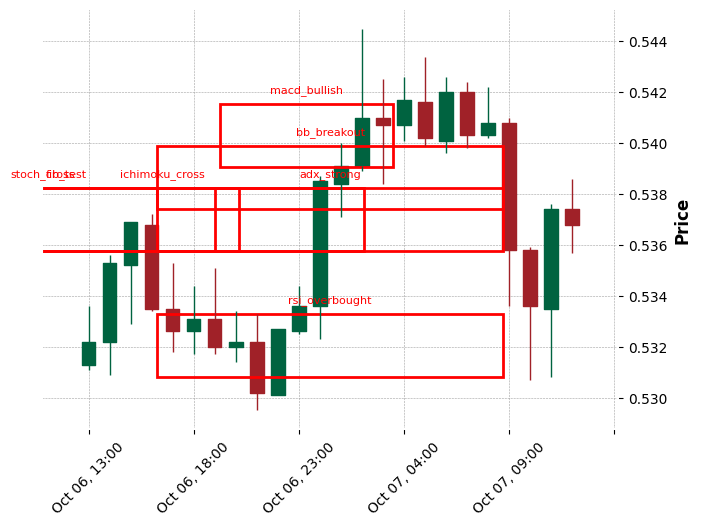 macd_bullish
bb_breakout
ichimoku_cross
adx_strong
rsi_overbought
0.544
0.542
0.540
0.538
0.536
0.534
0.532
0.530
Price
Oct 06, 13:00
Oct 06, 18:00
Oct 06, 23:00
Oct 07, 04:00
Oct 07, 09:00